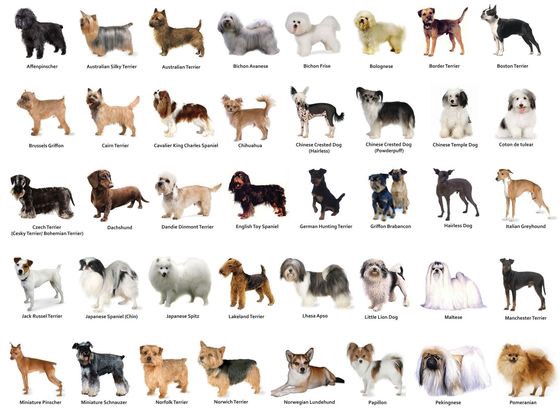 Affenpinscher
Australian Silky Terrier
Australian Terrier
Bichon Avanese
Bichon Frise
Bolognese
Border Terrier
Boston Terrier
Brussels Griffon
Cairn Terrier
Cavalier King Charles Spaniel
Chihuahua
Chinese Crested Dog
(Hairless)
Chinese Crested Dog
(Powderpuff)
Chinese Temple Dog
Coton de tulear
Czech Terrier
(Česky Terrier/ Bohemian Terrier)
Dachshund
Dandie Dinmont Terrier
English Toy Spaniel
German Hunting Terrier
Griffon Brabancon
Hairless Dog
Italian Greyhound
Jack Russel Terrier
Japanese Spaniel (Chin)
Japanese Spitz
Lakeland Terrier
Lhasa Apso
Little Lion Dog
Maltese
Manchester Terrier
Miniature Pinscher
Miniature Schnauzer
Norfolk Terrier
Norwich Terrier
Norwegian Lundehund
Papillon
Pekingnese
Pomeranian